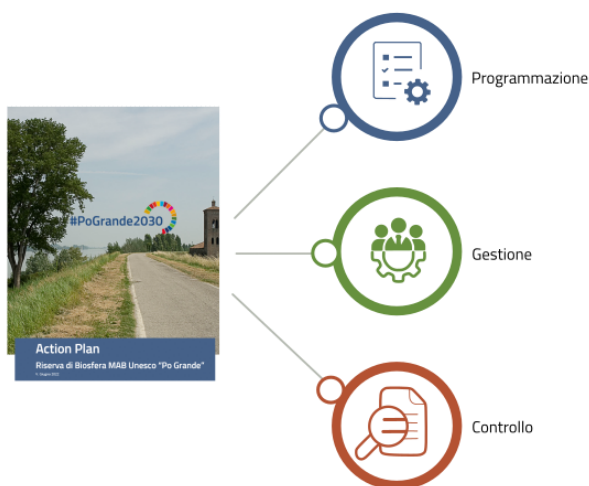 #PoGrande2030
Action Plan
Riserva di Biosfera MAB Unesco "Po Grande"
Programmazione
Gestione
Controllo